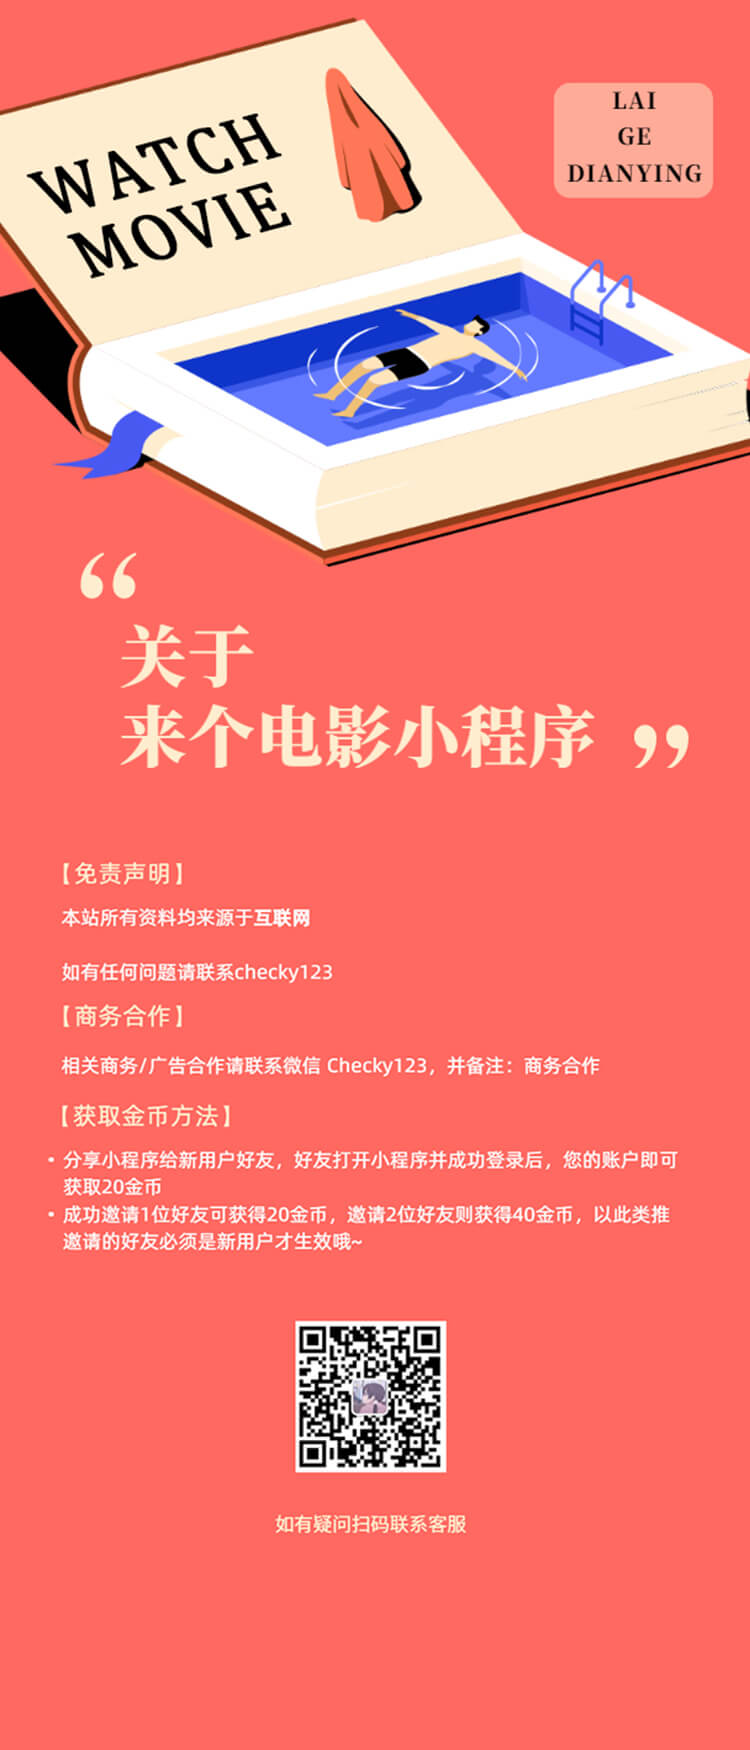 WATCH
MOVIE
LAI
GE
DIANYING
“
关于
来个电影小程序 ”
【免责声明】
本站所有资料均来源于互联网
如有任何问题请联系checky123
【商务合作】
相关商务/广告合作请联系微信 Checky123，并备注：商务合作
【获取金币方法】
• 分享小程序给新用户好友，好友打开小程序并成功登录后，您的账户即可
获取20金币
• 成功邀请1位好友可获得20金币，邀请2位好友则获得40金币，以此类推
邀请的好友必须是新用户才生效哦~
如有疑问扫码联系客服